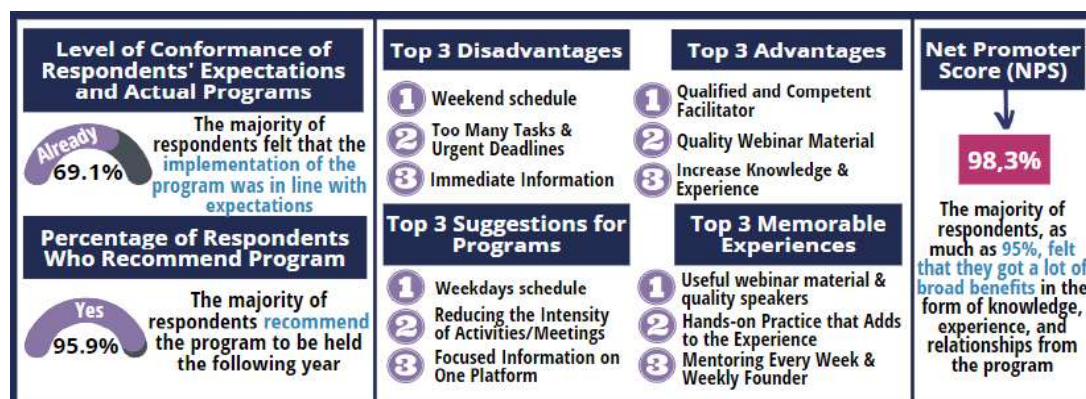 Level of Conformance of
Respondents' Expectations
and Actual Programs
Already
69.1%
The majority of
respondents felt that the
implementation of the
program was in line with
expectations
Percentage of Respondents
Who Recommend Program
Yes
95.9%
The majority of
respondents recommend
the program to be held
the following year
Top 3 Disadvantages
1 Weekend schedule
2 Too Many Tasks &
Urgent Deadlines
3 Immediate Information
Top 3 Advantages
1 Qualified and Competent
Facilitator
2 Quality Webinar Material
3 Increase Knowledge &
Experience
Top 3 Suggestions for
Programs
1 Weekdays schedule
2 Reducing the Intensity
of Activities/Meetings
3 Focused Information on
One Platform
Top 3 Memorable
Experiences
1 Useful webinar material &
quality speakers
2 Hands-on Practice that Adds
to the Experience
3 Mentoring Every Week &
Weekly Founder
Net Promoter
Score (NPS)
98,3%
The majority of
respondents, as
much as 95%, felt
that they got a lot of
broad benefits in the
form of knowledge,
experience, and
relationships from
the program